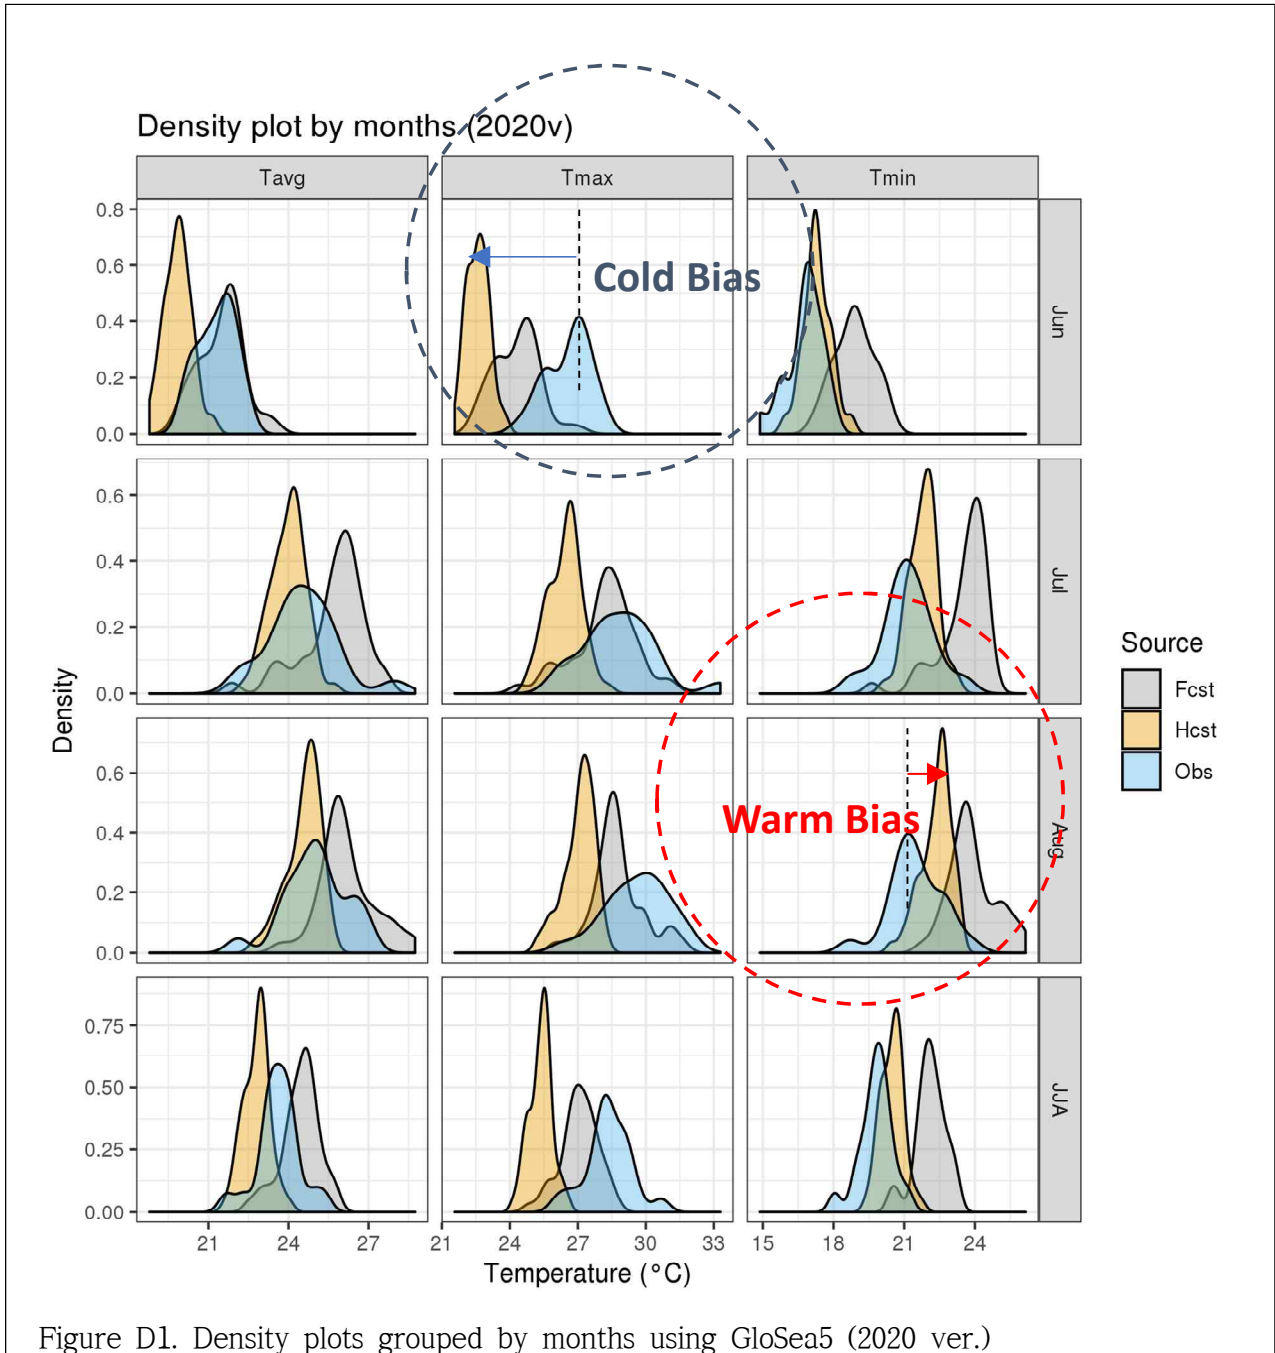 Density plot by months (2020v)
Tavg Tmax Tmin
0.8
0.6
0.4
0.2
0.0
Cold Bias
Jun
0.6
0.4
0.2
0.0
Jul
0.6
0.4
0.2
0.0
Warm Bias
Aug
0.75
0.50
0.25
0.00
JJA
Density
21 24 27 21 24 27 30 33 15 18 21 24
Temperature (°C)
Source
Fcst
Hcst
Obs
Figure D1. Density plots grouped by months using GloSea5 (2020 ver.)